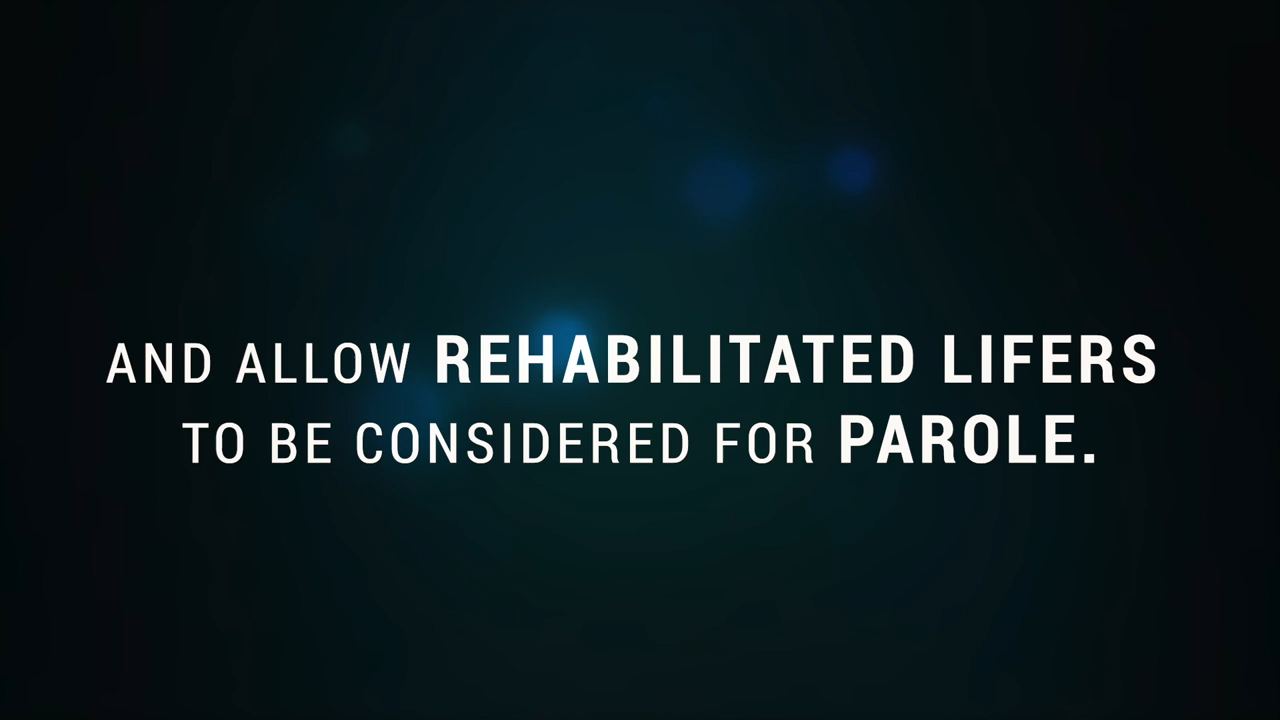 AND ALLOW REHABILITATED LIFERS
TO BE CONSIDERED FOR PAROLE.